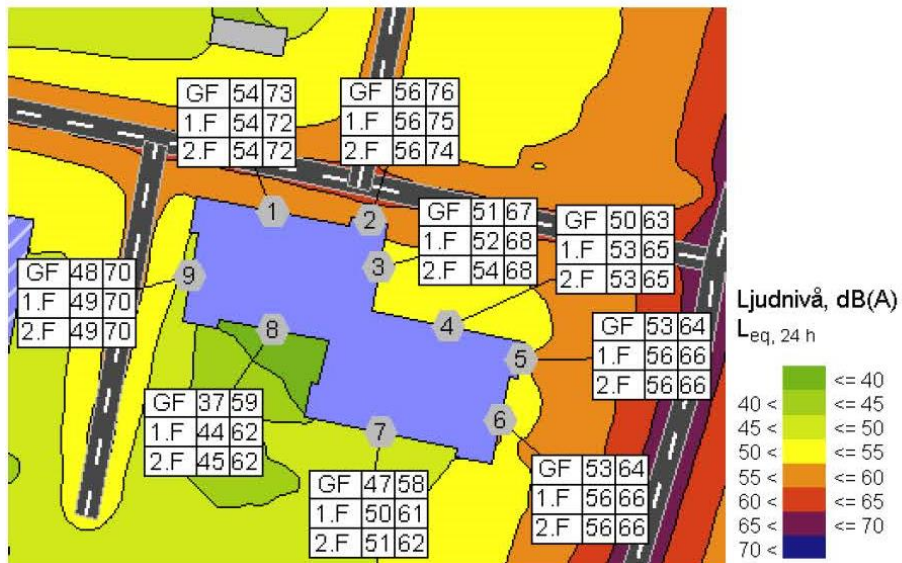 GF 54 73
1.F 54 72
2.F 54 72
GF 56 76
1.F 56 75
2.F 56 74
1
2
GF 51 67
1.F 52 68
2.F 54 68
GF 50 63
1.F 53 65
2.F 53 65
3
9
GF 48 70
1.F 49 70
2.F 49 70
8
4
5
GF 53 64
1.F 56 66
2.F 56 66
GF 37 59
1.F 44 62
2.F 45 62
7
6
GF 47 58
1.F 50 61
2.F 51 62
GF 53 64
1.F 56 66
2.F 56 66
Ljudnivå, dB(A)
Leq, 24 h
<= 40
40 < <= 45
45 < <= 50
50 < <= 55
55 < <= 60
60 < <= 65
65 < <= 70
70 <